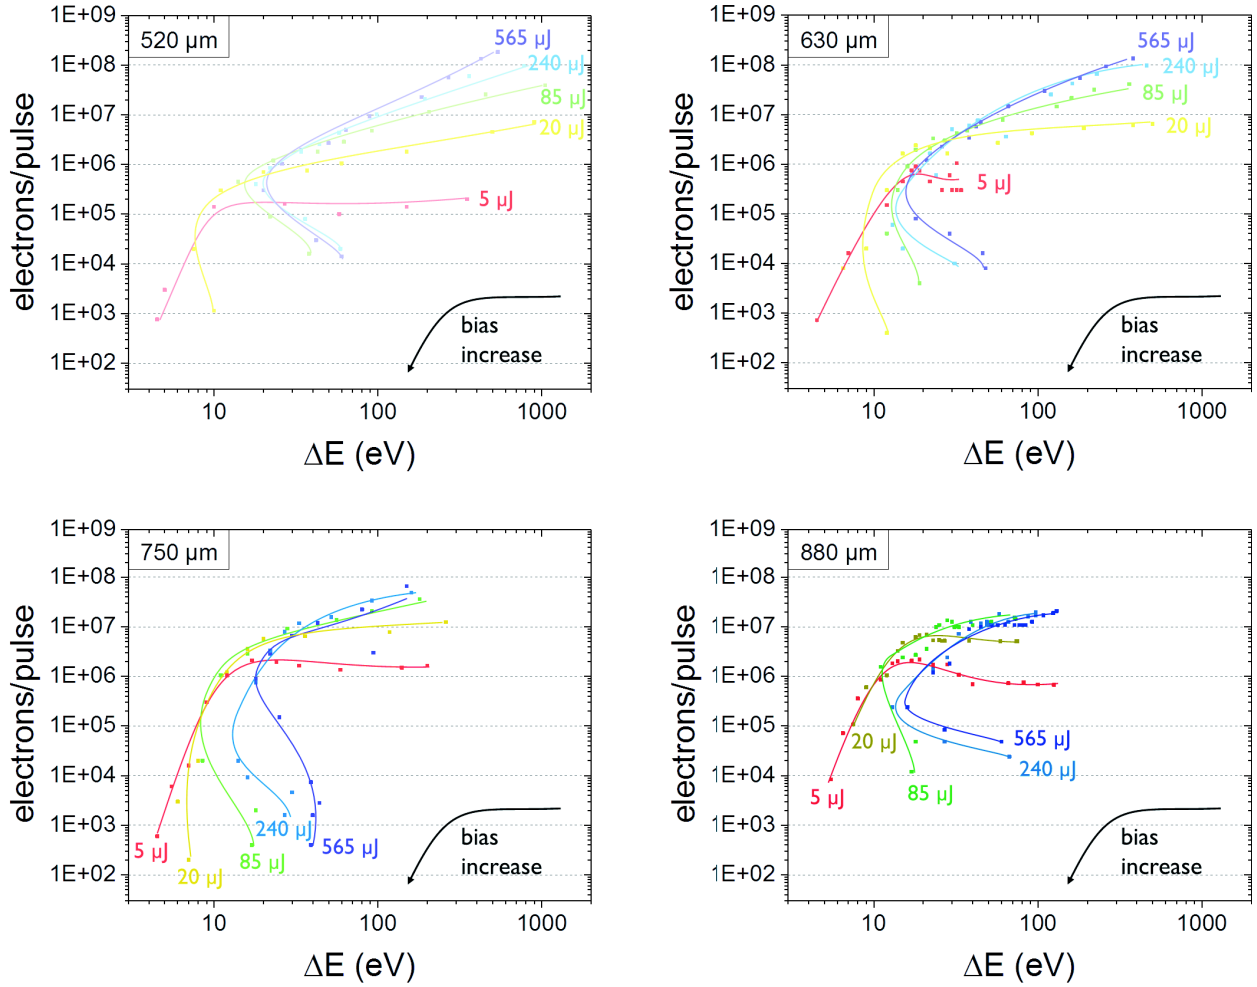 520 µm
1E+09
1E+08
1E+07
1E+06
1E+05
1E+04
1E+03
1E+02
electrons/pulse
565 µJ
240 µJ
85 µJ
20 µJ
5 µJ
bias
increase
10
100
1000
ΔE (eV)
630 µm
1E+09
1E+08
1E+07
1E+06
1E+05
1E+04
1E+03
1E+02
electrons/pulse
565 µJ
240 µJ
85 µJ
20 µJ
5 µJ
bias
increase
10
100
1000
ΔE (eV)
750 µm
1E+09
1E+08
1E+07
1E+06
1E+05
1E+04
1E+03
1E+02
electrons/pulse
240 µJ
565 µJ
5 µJ
85 µJ
20 µJ
bias
increase
10
100
1000
ΔE (eV)
880 µm
1E+09
1E+08
1E+07
1E+06
1E+05
1E+04
1E+03
1E+02
electrons/pulse
20 µJ
565 µJ
240 µJ
5 µJ
85 µJ
bias
increase
10
100
1000
ΔE (eV)